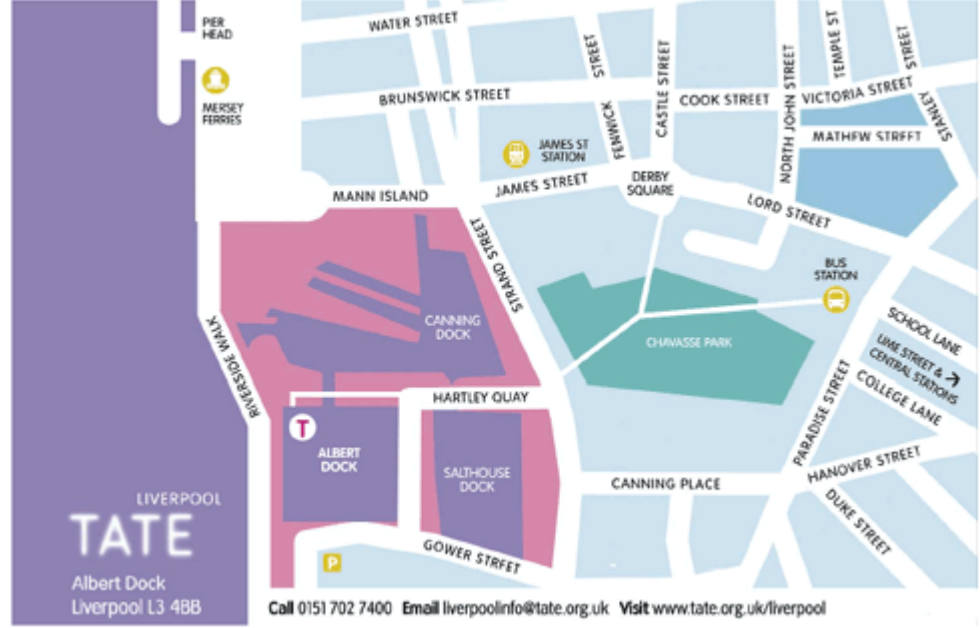 PIER
HEAD
MERSEY
FERRIES
WATER STREET
BRUNSWICK STREET
FENWICK STREET
CASTLE STREET
COOK STREET
NORTH JOHN STREET
TEMPLE ST
VICTORIA STREET
STANLEY STREET
MATHEW STREET
JAMES ST
STATION
JAMES STREET
DERBY
SQUARE
LORD STREET
MANN ISLAND
STRAND STREET
BUS
STATION
CANNING
DOCK
CHAVASSE PARK
SCHOOL LANE
LIME STREET &
CENTRAL STATIONS
COLLEGE LANE
RIVERSIDE WALK
HARTLEY QUAY
PARADISE STREET
T
ALBERT
DOCK
SALTHOUSE
DOCK
CANNING PLACE
HANOVER STREET
DUKE STREET
GOWER STREET
P
LIVERPOOL
TATE
Albert Dock
Liverpool L3 4BB
Call 0151 702 7400 Email liverpoolinfo@tate.org.uk Visit www.tate.org.uk/liverpool